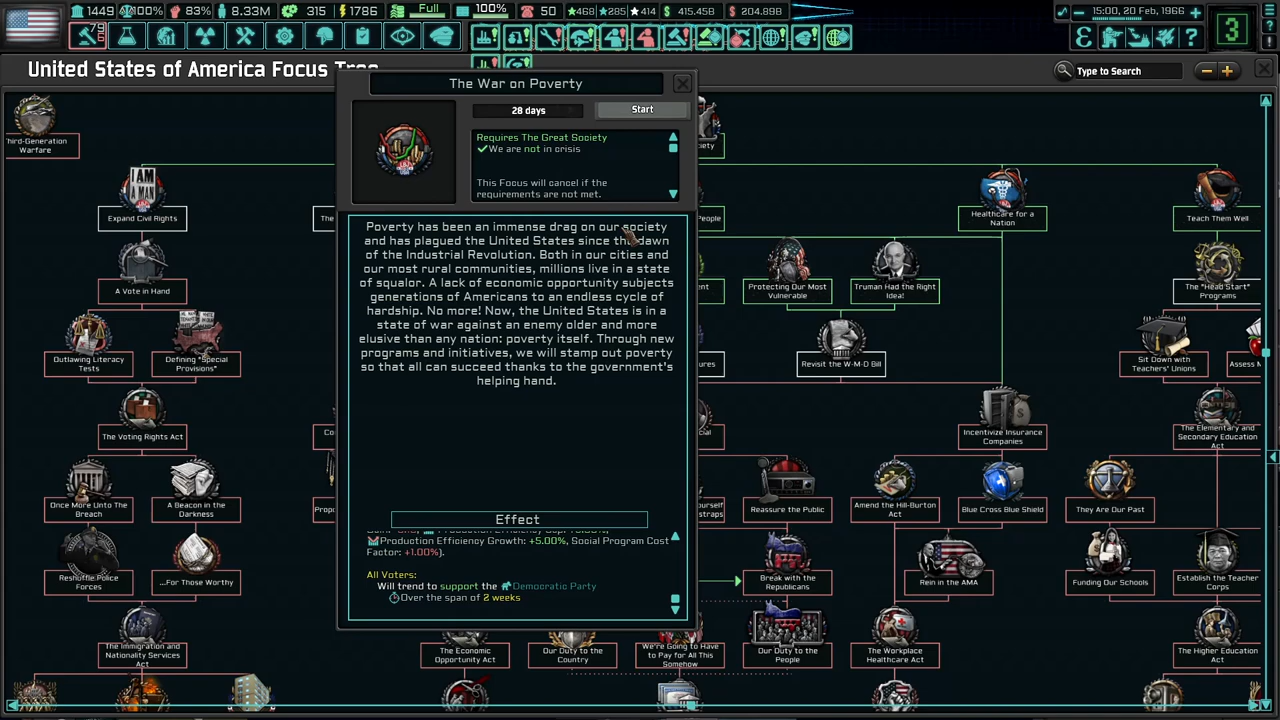 1449 100% 83% 8.33M 315 1786 Full 100% 50 468 285 414 415.45B 204.89B 15:00, 20 Feb, 1966 3
United States of America Focus Tree
Type to Search
The War on Poverty
28 days
Start
Requires The Great Society
We are not in crisis
This Focus will cancel if the
requirements are not met.
Poverty has been an immense drag on our society
and has plagued the United States since the dawn
of the Industrial Revolution. Both in our cities and
our most rural communities, millions live in a state
of squalor. A lack of economic opportunity subjects
generations of Americans to an endless cycle of
hardship. No more! Now, the United States is in a
state of war against an enemy older and more
elusive than any nation: poverty itself. Through new
programs and initiatives, we will stamp out poverty
so that all can succeed thanks to the government's
helping hand.
Effect
Production Efficiency Growth: +5.00%, Social Program Cost
Factor: +1.00%).
All Voters:
Will trend to support the Democratic Party
Over the span of 2 weeks
Third-Generation
Warfare
I AM
A MAN
Expand Civil Rights
A Vote in Hand
Outlawing Literacy
Tests
Defining "Special
Provisions"
The Voting Rights Act
Once More Unto The
Breach
A Beacon in the
Darkness
Reshuffle Police
Forces
...For Those Worthy
The Immigration and
Nationality Services
Act
The Economic
Opportunity Act
Our Duty to the
Country
We're Going to Have
to Pay for All This
Somehow
Our Duty to the
People
Protecting Our Most
Vulnerable
Truman Had the Right
Idea!
Revisit the W-M-D Bill
Reassure the Public
Break with the
Republicans
Healthcare for a
Nation
Incentivize Insurance
Companies
Amend the Hill-Burton
Act
Blue Cross Blue Shield
Rein in the AMA
The Workplace
Healthcare Act
Teach Them Well
The "Head Start"
Programs
Sit Down with
Teachers' Unions
The Elementary and
Secondary Education
Act
They Are Our Past
Funding Our Schools
Establish the Teacher
Corps
The Higher Education
Act